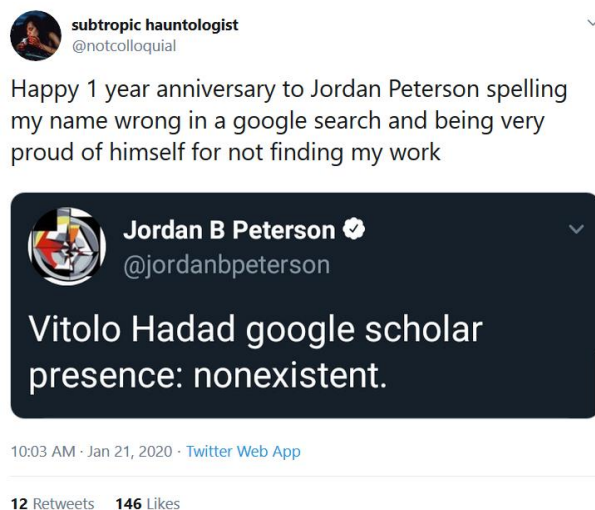 subtropic hauntologist
@notcolloquial
Happy 1 year anniversary to Jordan Peterson spelling
my name wrong in a google search and being very
proud of himself for not finding my work
Jordan B Peterson
@jordanbpeterson
Vitolo Hadad google scholar
presence: nonexistent.
10:03 AM · Jan 21, 2020 · Twitter Web App
12 Retweets 146 Likes